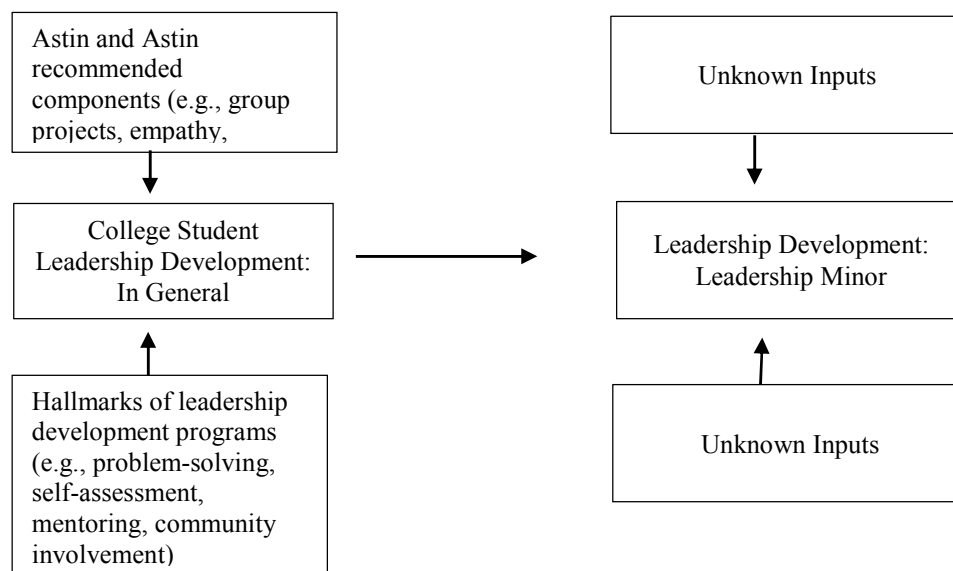 Astin and Astin
recommended
components (e.g., group
projects, empathy,
College Student
Leadership Development:
In General
Hallmarks of leadership
development programs
(e.g., problem-solving,
self-assessment,
mentoring, community
involvement)
Unknown Inputs
Leadership Development:
Leadership Minor
Unknown Inputs